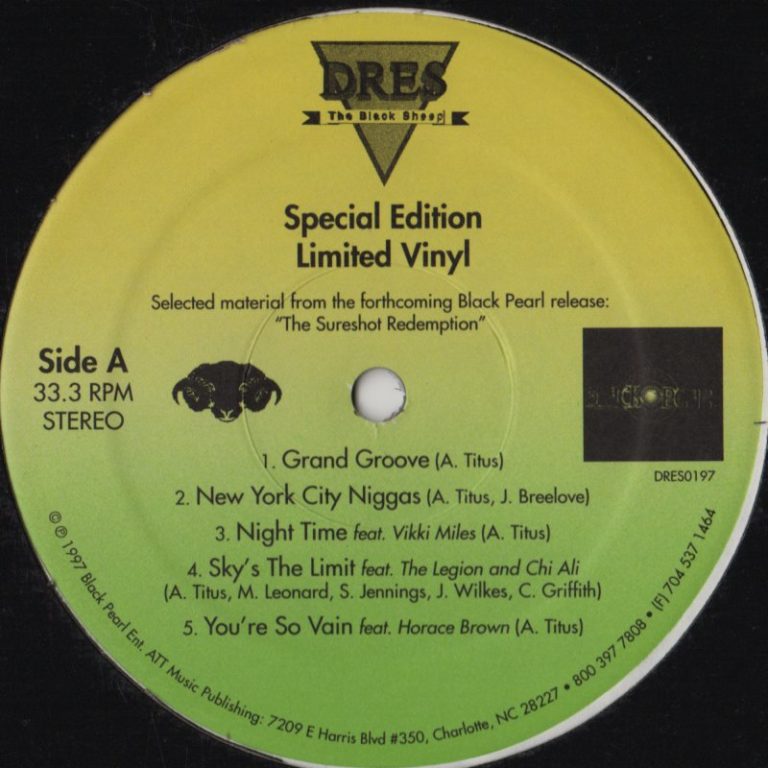 DRES
The Black Sheep
Special Edition
Limited Vinyl
Selected material from the forthcoming Black Pearl release:
"The Sureshot Redemption"
Side A
33.3 RPM
STEREO
DRES0197
1. Grand Groove (A. Titus)
2. New York City Niggas (A. Titus, J. Breelove)
3. Night Time feat. Vikki Miles (A. Titus)
4. Sky's The Limit feat. The Legion and Chi Ali
(A. Titus, M. Leonard, S. Jennings, J. Wilkes, C. Griffith)
5. You're So Vain feat. Horace Brown (A. Titus)
© ℗ 1997 Black Pearl Ent. ATT Music Publishing: 7209 E Harris Blvd #350, Charlotte, NC 28227 • 800 397 7808 • (F) 704 537 1464